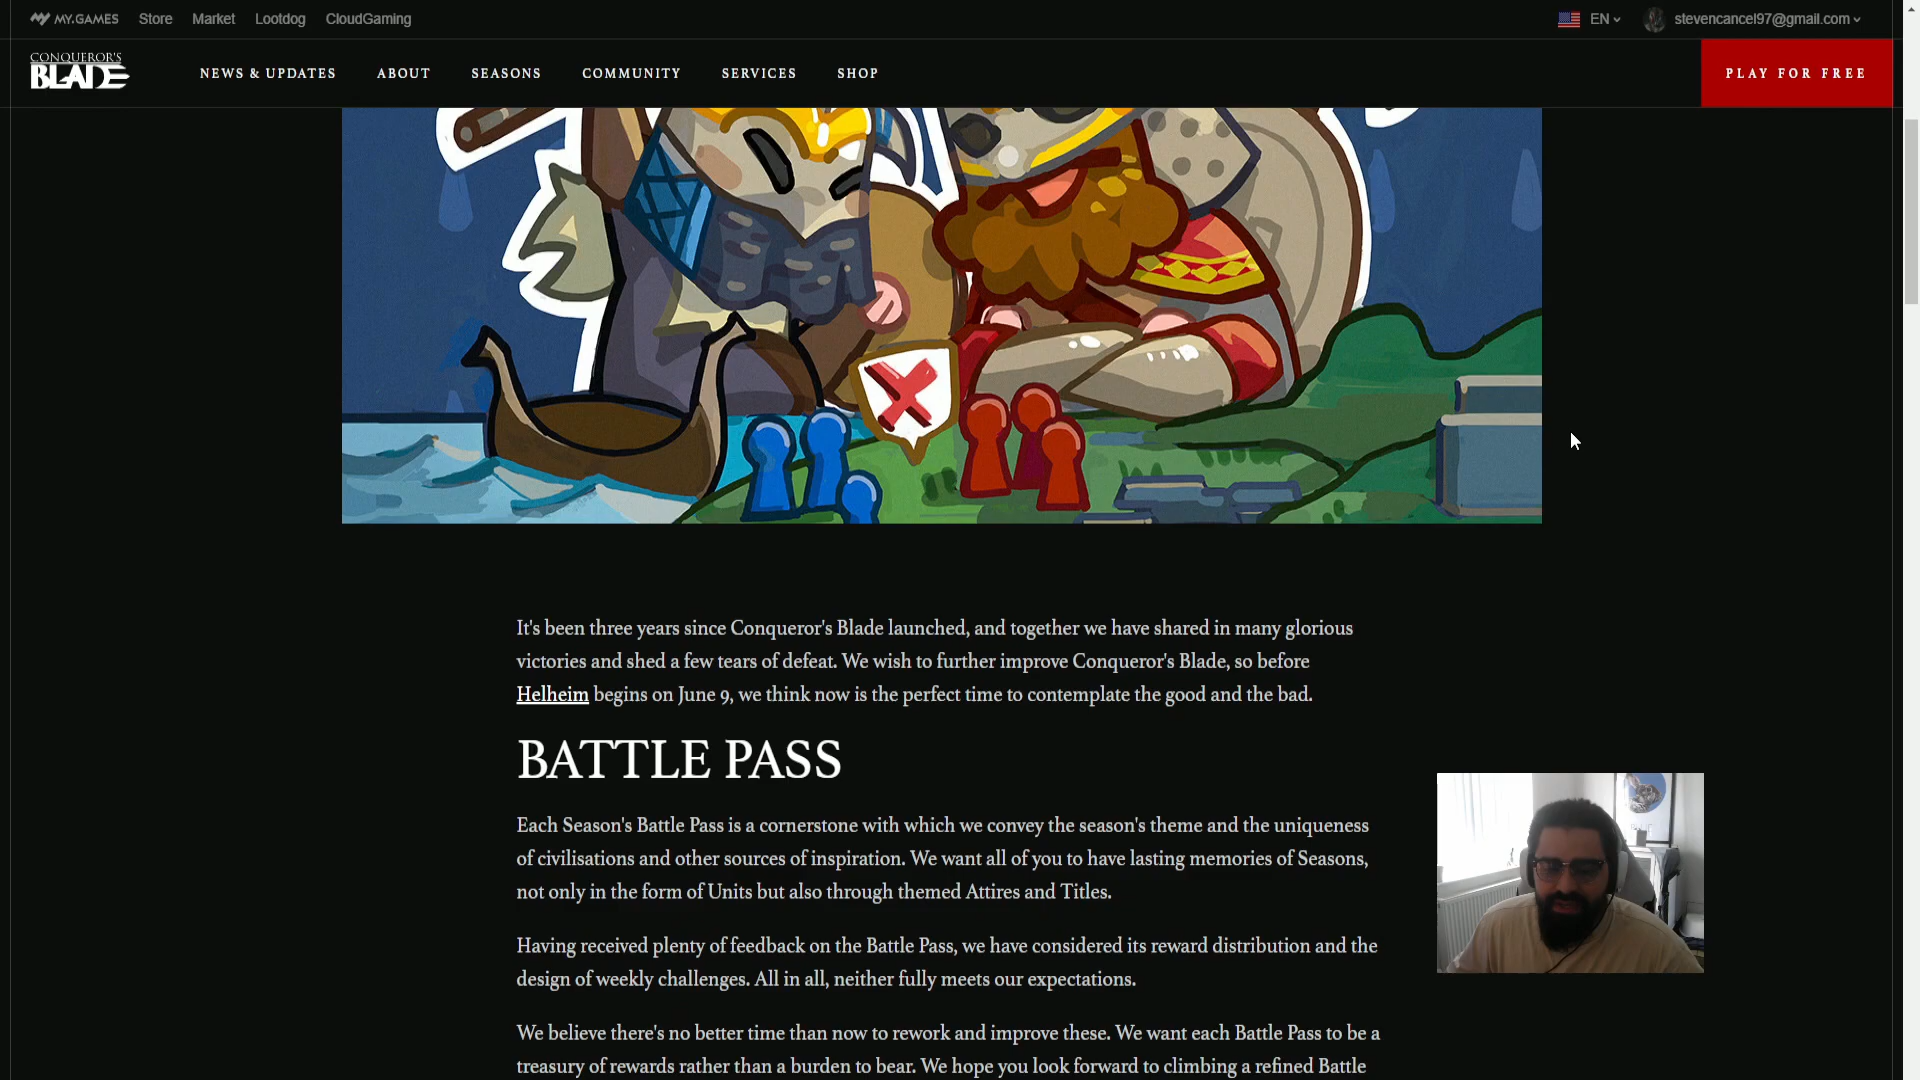 MY.GAMES Store Market Lootdog CloudGaming EN stevencancel97@gmail.com
CONQUEROR'S BLADE NEWS & UPDATES ABOUT SEASONS COMMUNITY SERVICES SHOP PLAY FOR FREE
It's been three years since Conqueror's Blade launched, and together we have shared in many glorious
victories and shed a few tears of defeat. We wish to further improve Conqueror's Blade, so before
Helheim begins on June 9, we think now is the perfect time to contemplate the good and the bad.
BATTLE PASS
Each Season's Battle Pass is a cornerstone with which we convey the season's theme and the uniqueness
of civilisations and other sources of inspiration. We want all of you to have lasting memories of Seasons,
not only in the form of Units but also through themed Attires and Titles.
Having received plenty of feedback on the Battle Pass, we have considered its reward distribution and the
design of weekly challenges. All in all, neither fully meets our expectations.
We believe there's no better time than now to rework and improve these. We want each Battle Pass to be a
treasury of rewards rather than a burden to bear. We hope you look forward to climbing a refined Battle